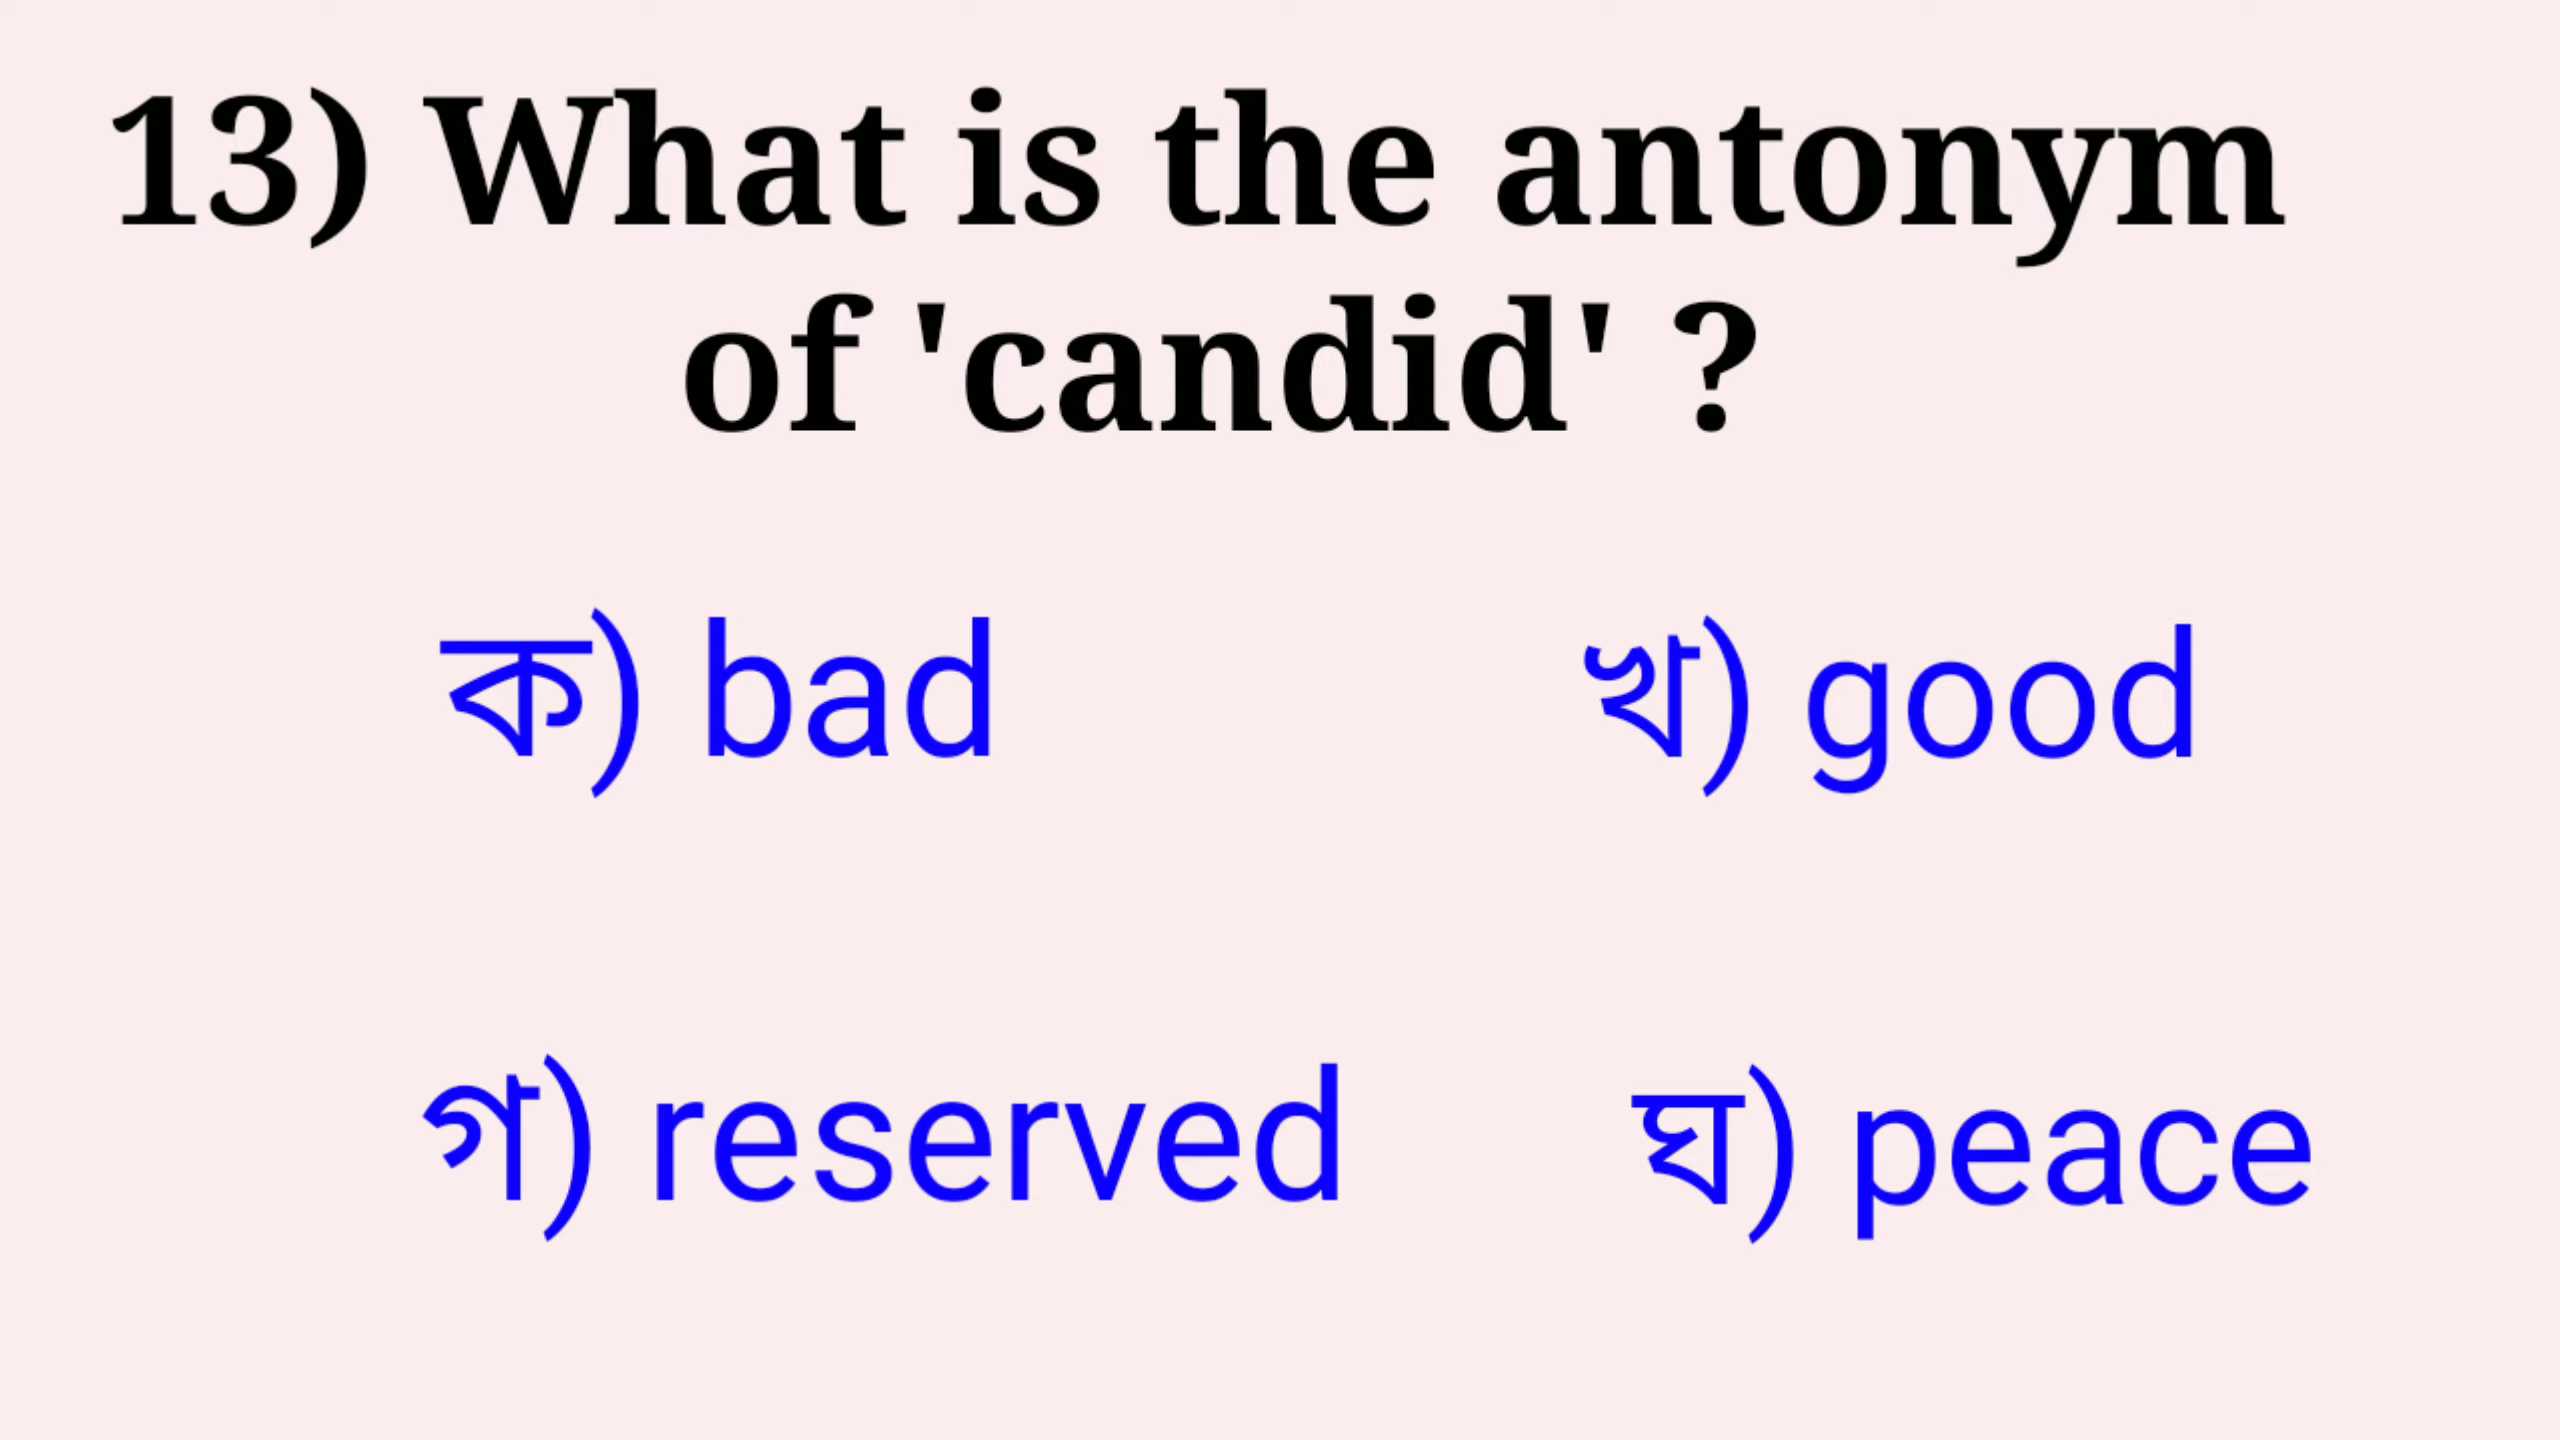 13) What is the antonym
of 'candid' ?
ক) bad
খ) good
গ) reserved
ঘ) peace